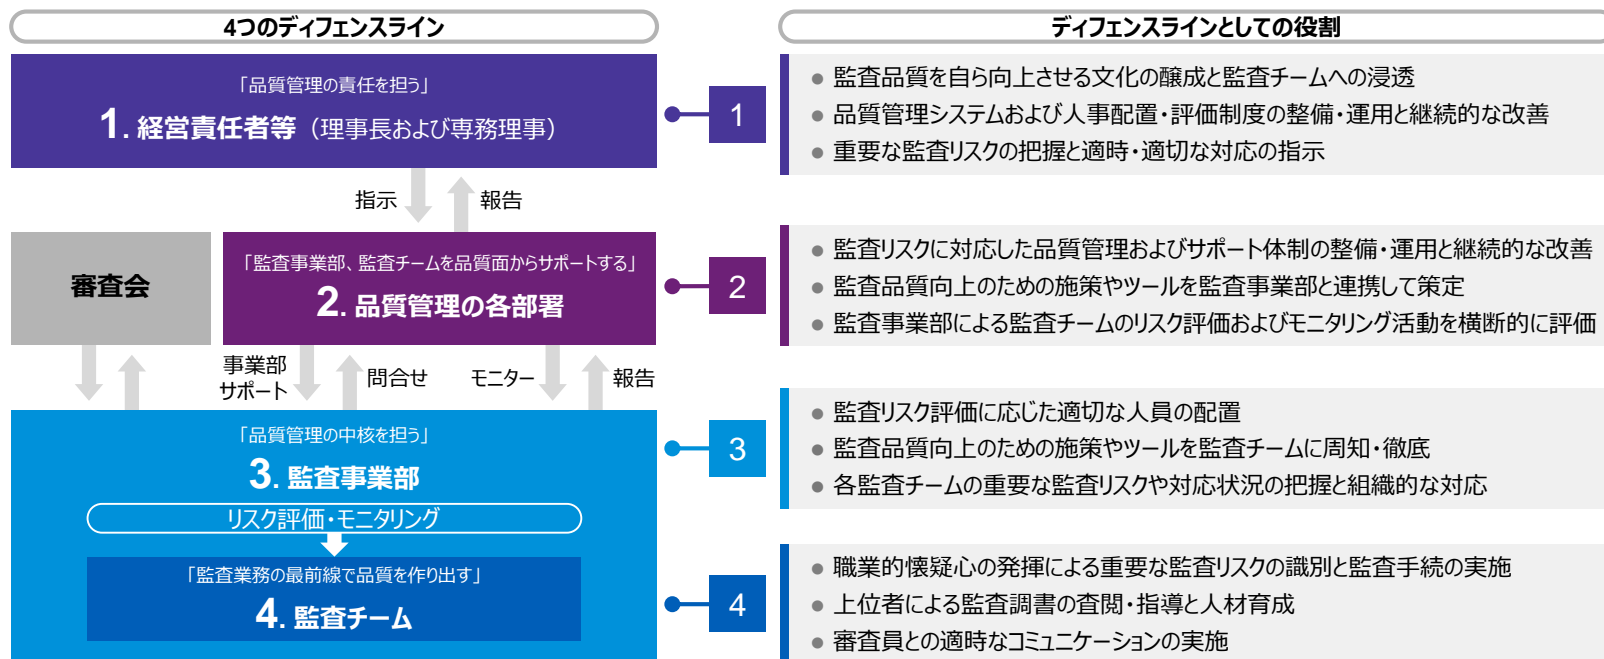 4つのディフェンスライン
ディフェンスラインとしての役割
「品質管理の責任を担う」
1. 経営責任者等（理事長および専務理事）
1
● 監査品質を自ら向上させる文化の醸成と監査チームへの浸透
● 品質管理システムおよび人事配置・評価制度の整備・運用と継続的な改善
● 重要な監査リスクの把握と適時・適切な対応の指示
指示
報告
審査会
「監査事業部、監査チームを品質面からサポートする」
2. 品質管理の各部署
2
● 監査リスクに対応した品質管理およびサポート体制の整備・運用と継続的な改善
● 監査品質向上のための施策やツールを監査事業部と連携して策定
● 監査事業部による監査チームのリスク評価およびモニタリング活動を横断的に評価
事業部
サポート
問合せ
モニター
報告
「品質管理の中核を担う」
3. 監査事業部
リスク評価・モニタリング
3
● 監査リスク評価に応じた適切な人員の配置
● 監査品質向上のための施策やツールを監査チームに周知・徹底
● 各監査チームの重要な監査リスクや対応状況の把握と組織的な対応
「監査業務の最前線で品質を作り出す」
4. 監査チーム
4
● 職業的懐疑心の発揮による重要な監査リスクの識別と監査手続の実施
● 上位者による監査調書の査閲・指導と人材育成
● 審査員との適時なコミュニケーションの実施